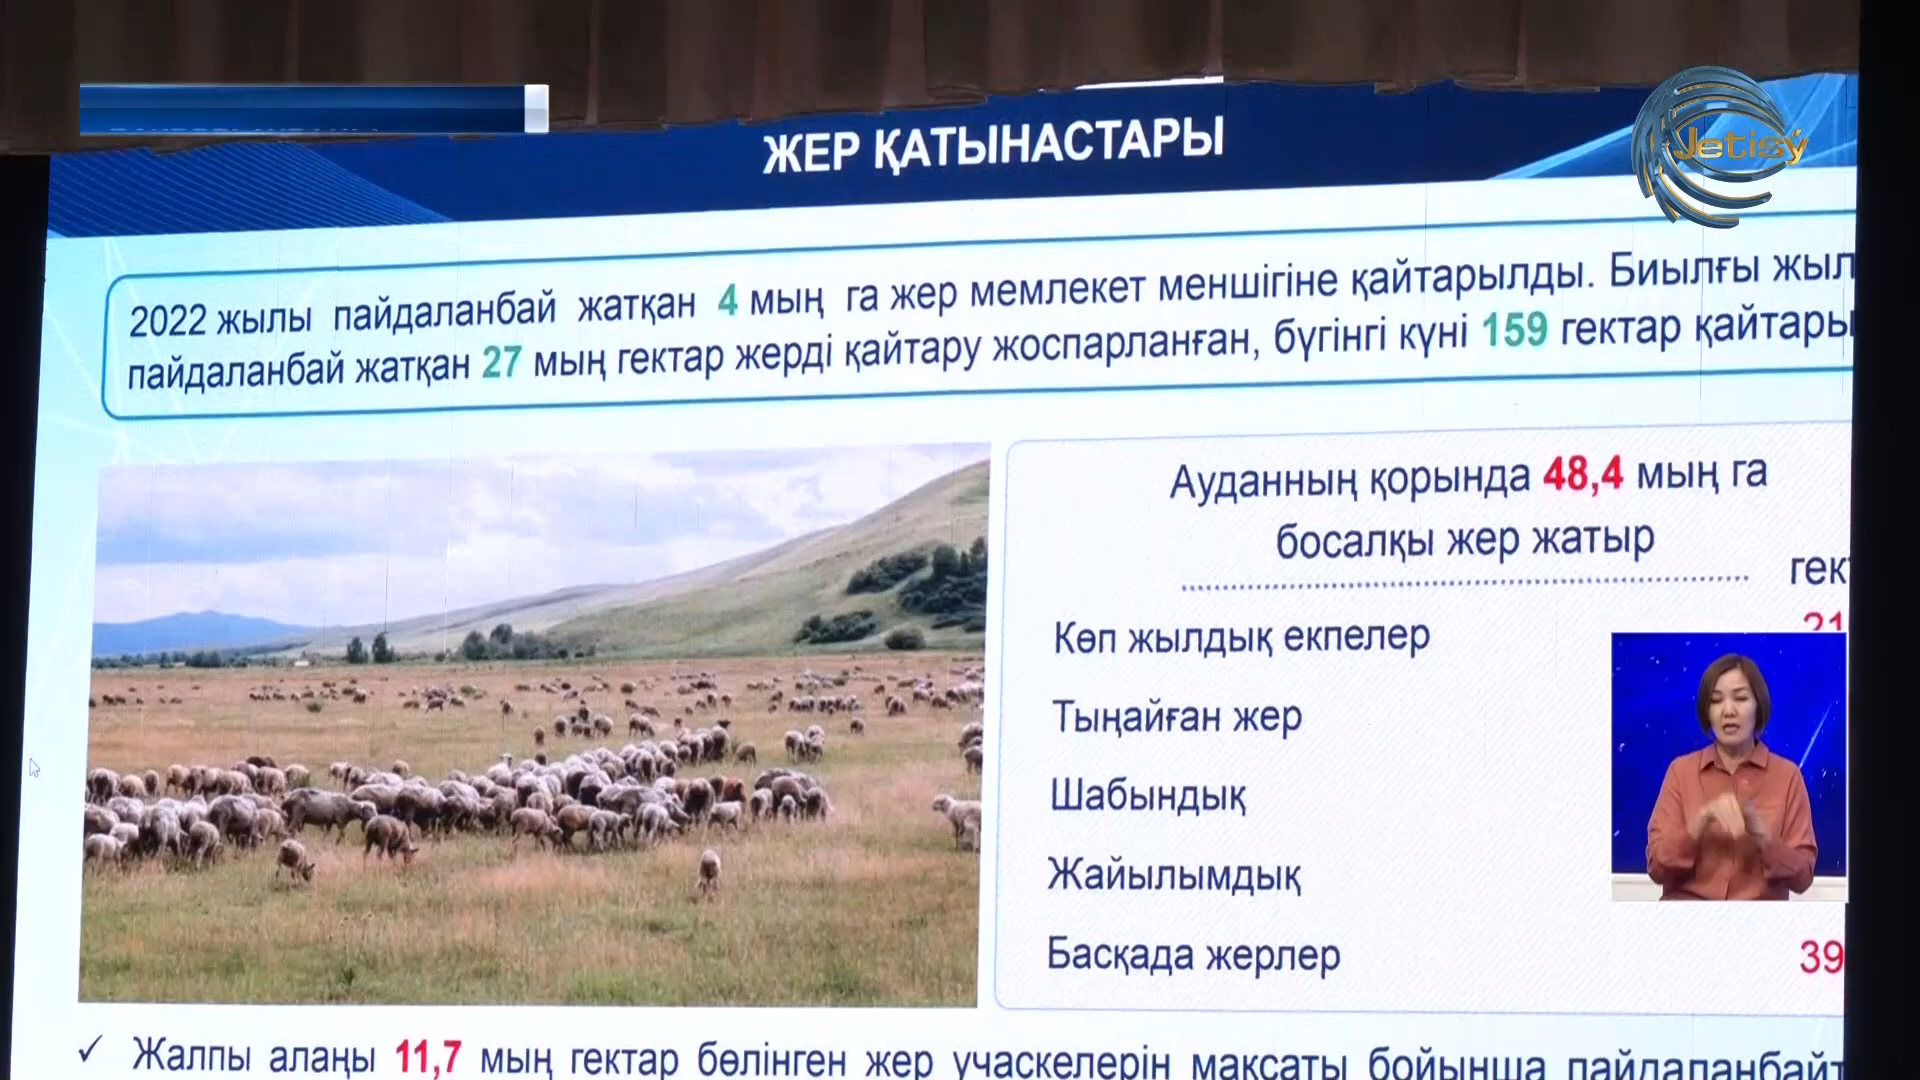 ЖЕР ҚАТЫНАСТАРЫ
Jetisý
2022 жылы пайдаланбай жатқан 4 мың га жер мемлекет меншігіне қайтарылды. Биылғы жыл
пайдаланбай жатқан 27 мың гектар жерді қайтару жоспарланған, бүгінгі күні 159 гектар қайтары
Ауданның қорында 48,4 мың га
босалқы жер жатыр
гек
Көп жылдық екпелер 21
Тыңайған жер
Шабындық
Жайылымдық
Басқада жерлер 39
✓ Жалпы алаңы 11,7 мың гектар бөлінген жер учаскелерін мақсаты бойынша пайдаланбайт